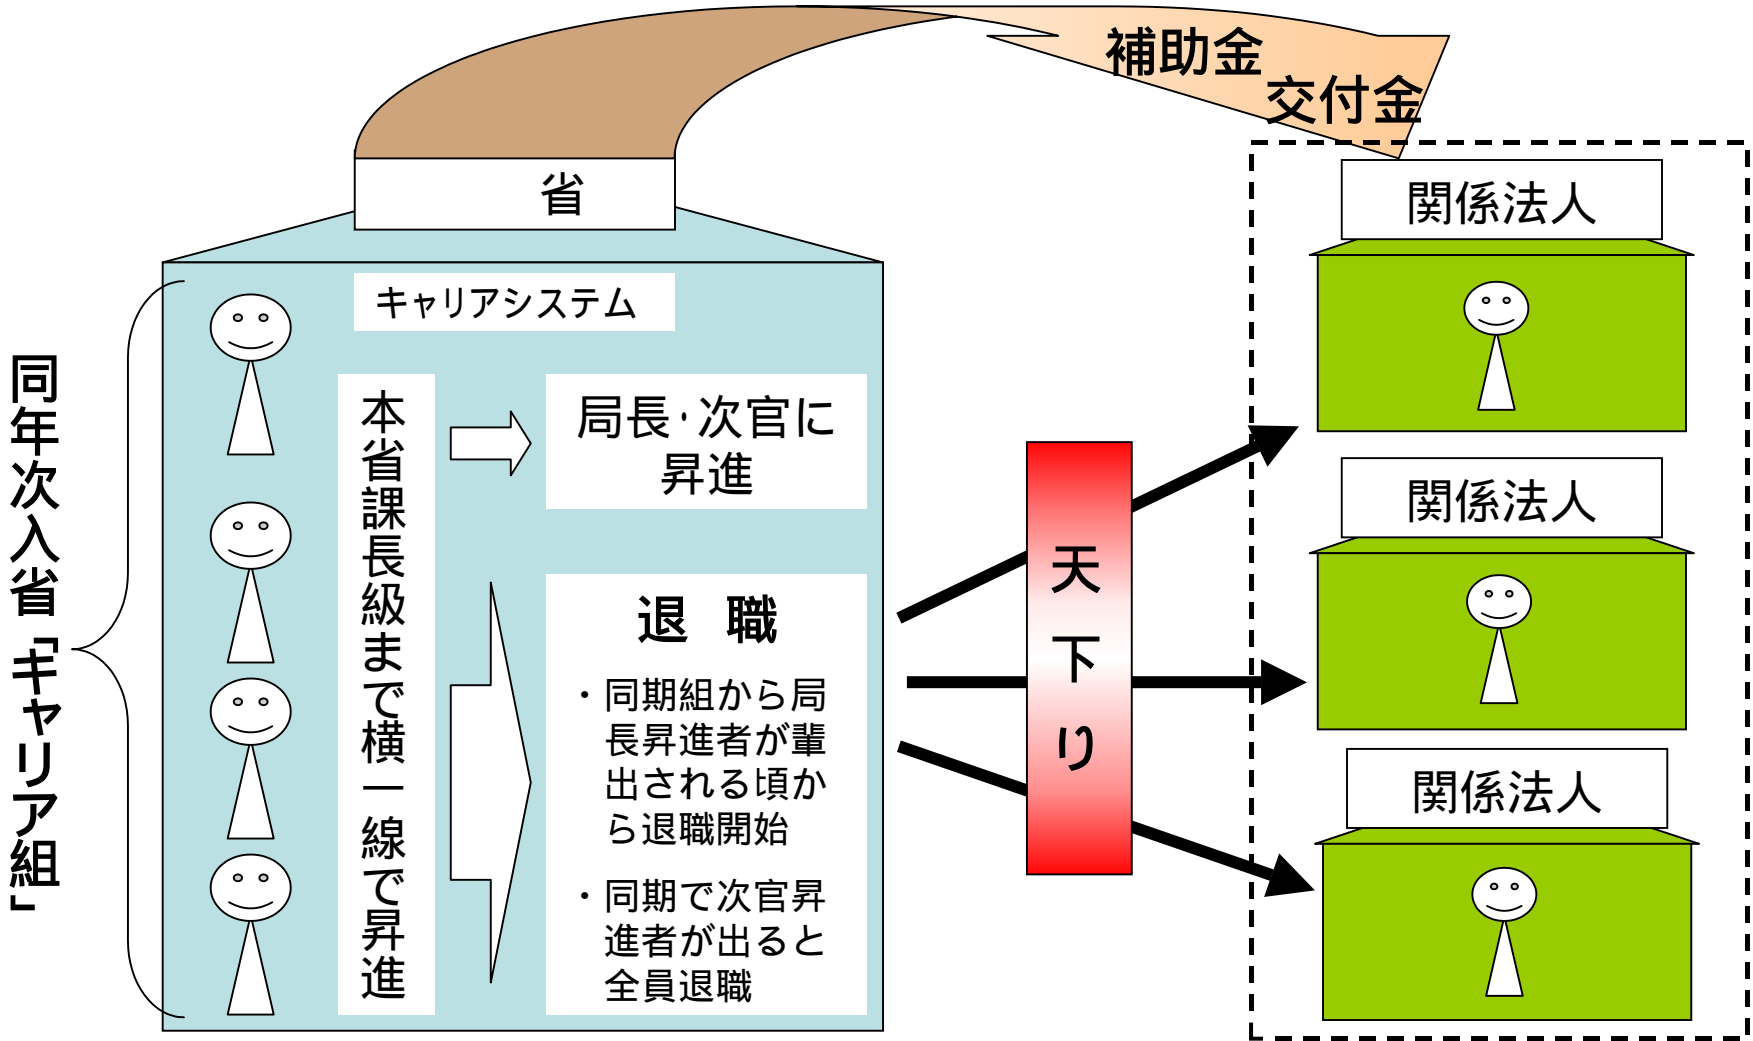 補助金
交付金
省
関係法人
キャリアシステム
同年次入省「キャリア組」
本省課長級まで横一線で昇進
局長・次官に
昇進
退 職
・同期組から局
長昇進者が輩
出される頃か
ら退職開始
・同期で次官昇
進者が出ると
全員退職
天下り
関係法人
関係法人